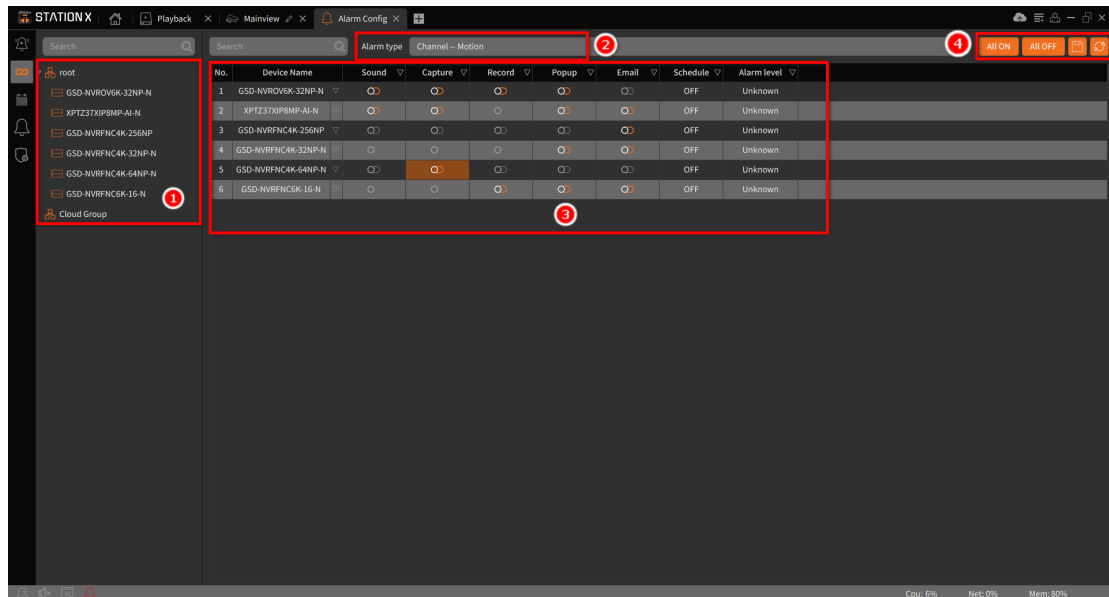 STATION X Playback Mainview Alarm Config
Search Search Alarm type Channel -- Motion 2 4 All ON All OFF
root
GSD-NVROV6K-32NP-N
XPTZ37XIP8MP-AI-N
GSD-NVRFNC4K-256NP
GSD-NVRFNC4K-32NP-N
GSD-NVRFNC4K-64NP-N
GSD-NVRFNC6K-16-N 1
Cloud Group
No. Device Name Sound Capture Record Popup Email Schedule Alarm level
1 GSD-NVROV6K-32NP-N OFF Unknown
2 XPTZ37XIP8MP-AI-N OFF Unknown
3 GSD-NVRFNC4K-256NP OFF Unknown
4 GSD-NVRFNC4K-32NP-N OFF Unknown
5 GSD-NVRFNC4K-64NP-N OFF Unknown
6 GSD-NVRFNC6K-16-N OFF Unknown
3
Cpu: 6% Net: 0% Mem: 80%